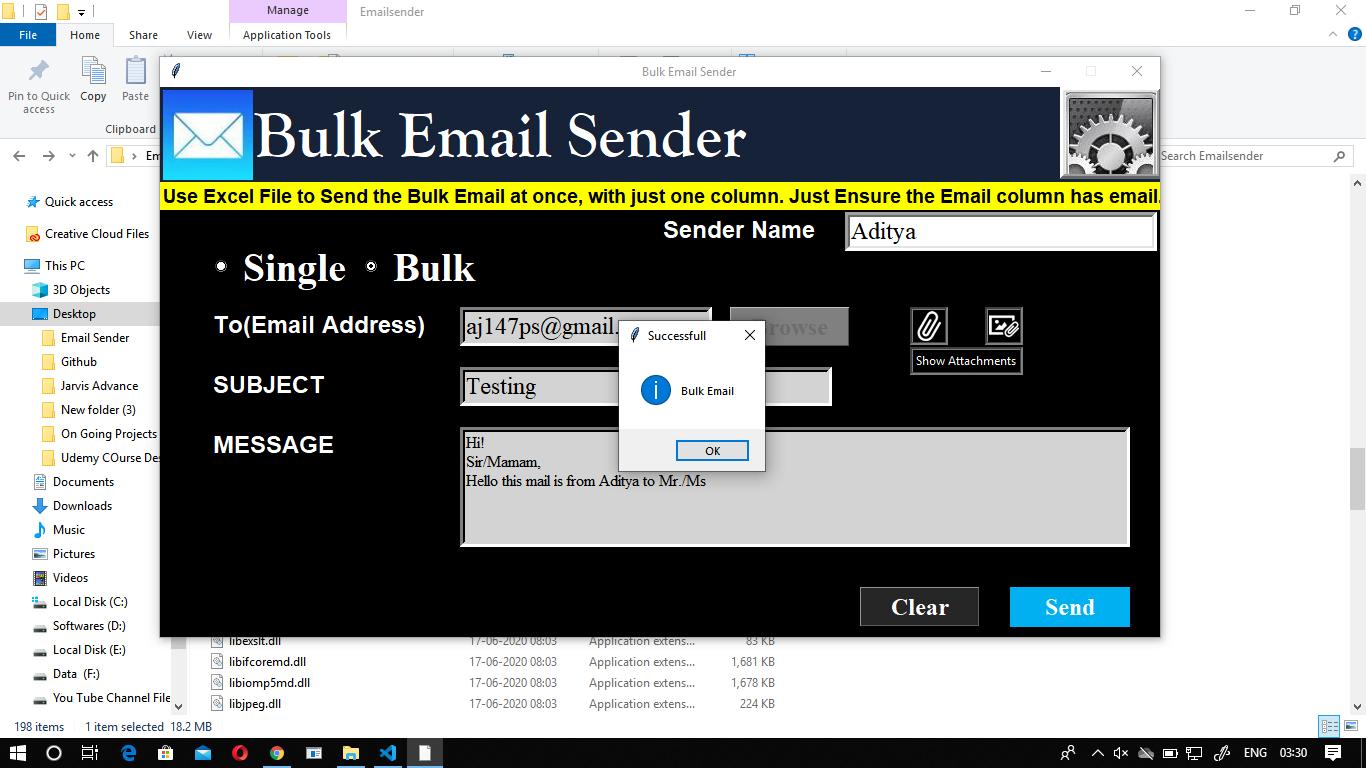 Manage
Emailsender
File
Home
Share
View
Application Tools
Pin to Quick
access
Copy
Paste
Clipboard
Search Emailsender
Quick access
Creative Cloud Files
This PC
3D Objects
Desktop
Email Sender
Github
Jarvis Advance
New folder (3)
On Going Projects
Udemy COurse De
Documents
Downloads
Music
Pictures
Videos
Local Disk (C:)
Softwares (D:)
Local Disk (E:)
Data (F:)
You Tube Channel File
Bulk Email Sender
Bulk Email Sender
Use Excel File to Send the Bulk Email at once, with just one column. Just Ensure the Email column has email.
Sender Name
Aditya
Single
Bulk
To(Email Address)
aj147ps@gmail.
Browse
Show Attachments
SUBJECT
Testing
MESSAGE
Hi!
Sir/Mamam,
Hello this mail is from Aditya to Mr./Ms
Successfull
Bulk Email
OK
Clear
Send
libexslt.dll 17-06-2020 08:03 Application extens... 83 KB
libifcoremd.dll 17-06-2020 08:03 Application extens... 1,681 KB
libiomp5md.dll 17-06-2020 08:03 Application extens... 1,678 KB
libjpeg.dll 17-06-2020 08:03 Application extens... 224 KB
198 items 1 item selected 18.2 MB
ENG 03:30